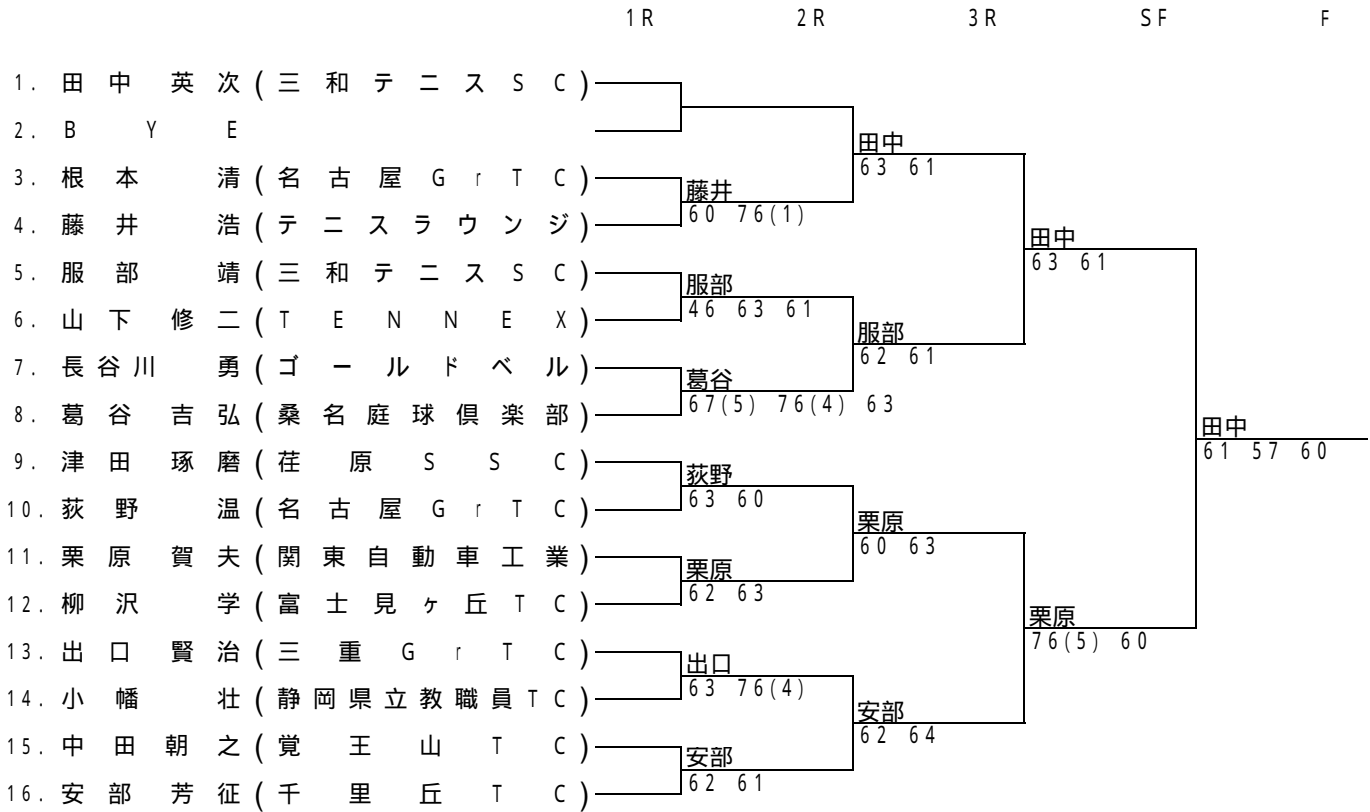 1R 2R 3R SF F
1. 田中 英次(三和テニスSC)
2. BYE
田中
63 61
3. 根本 清(名古屋GrTC)
藤井
60 76(1)
4. 藤井 浩(テニスラウンジ)
田中
63 61
5. 服部 靖(三和テニスSC)
服部
46 63 61
6. 山下 修二(TENNEX)
服部
62 61
7. 長谷川 勇(ゴールドベル)
葛谷
67(5) 76(4) 63
8. 葛谷 吉弘(桑名庭球倶楽部)
田中
61 57 60
9. 津田 琢磨(荏原SSC)
荻野
63 60
10. 荻野 温(名古屋GrTC)
栗原
60 63
11. 栗原 賀夫(関東自動車工業)
栗原
62 63
12. 柳沢 学(富士見ヶ丘TC)
栗原
76(5) 60
13. 出口 賢治(三重GrTC)
出口
63 76(4)
14. 小幡 壮(静岡県立教職員TC)
安部
62 64
15. 中田 朝之(覚王山TC)
安部
62 61
16. 安部 芳征(千里丘TC)